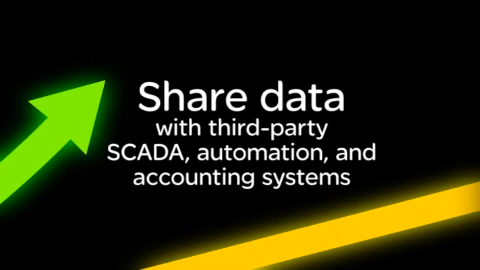 Share data
with third-party
SCADA, automation, and
accounting systems